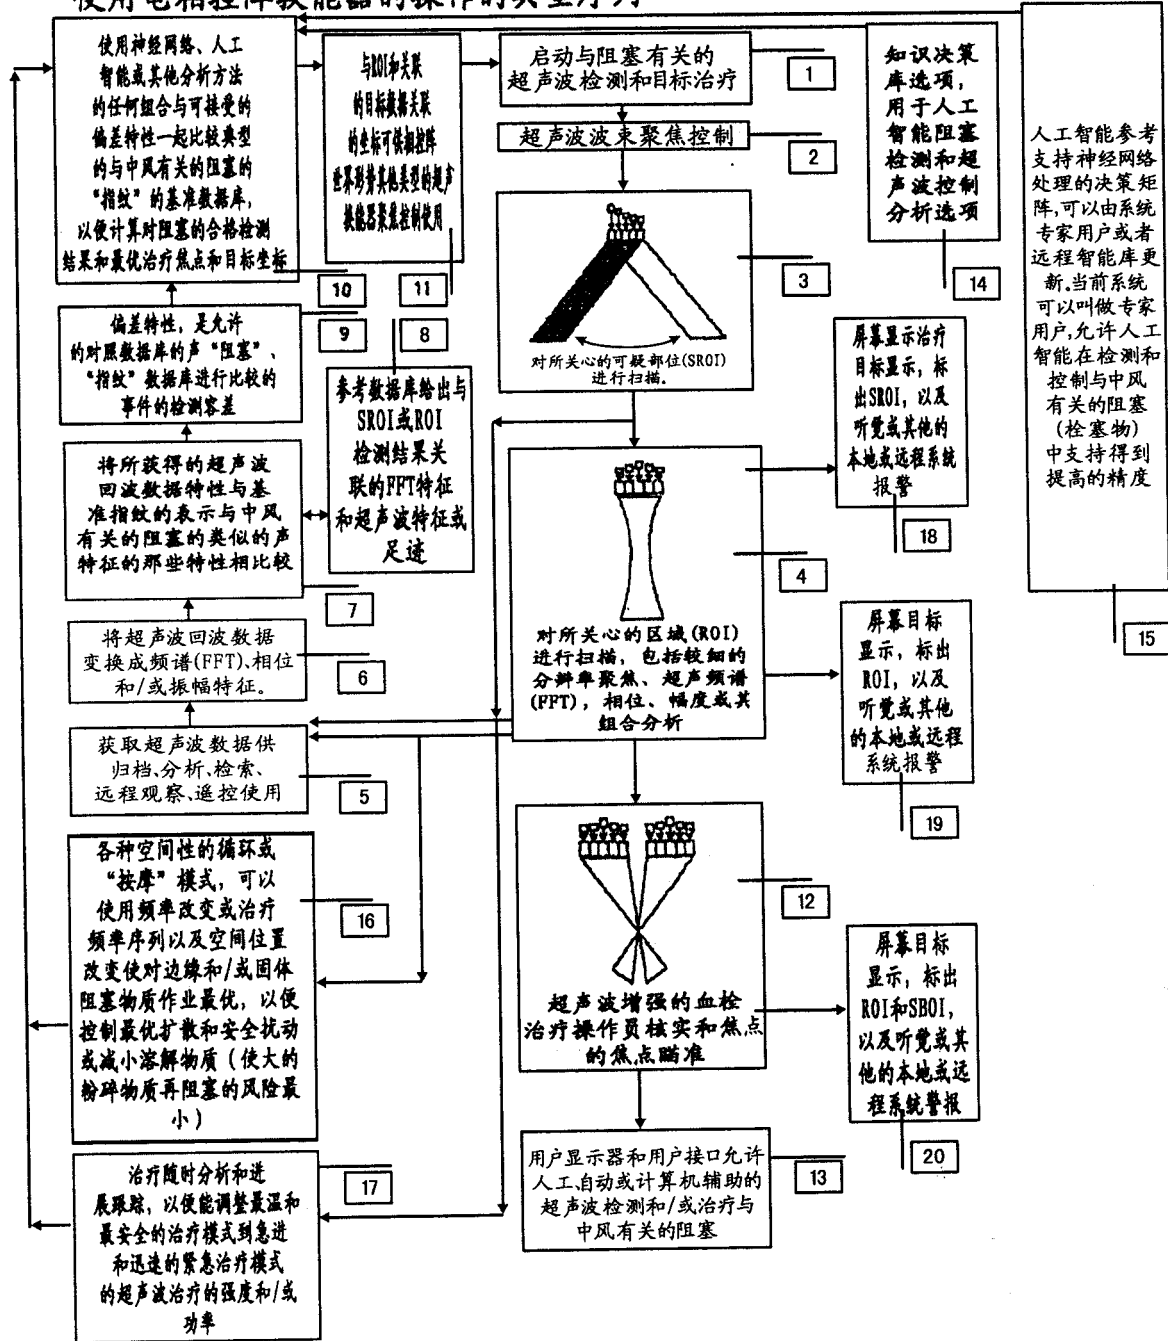 使用电相控阵换能器的操作的典型序列
使用神经网络、人工
智能或其他分析方法
的任何组合与可接受的
偏差特性一起比较典型
的与中风有关的阻塞的
“指纹”的基准数据库,
以便计算对阻塞的合格检测
结果和最优治疗焦点和目标坐标
10
与ROI和关联
的目标数据关联
的坐标可供相控阵
世界形势其他类型的超声
换能器聚焦控制使用
11
启动与阻塞有关的
超声波检测和目标治疗
1
超声波波束聚焦控制
2
对所关心的可疑部位(SROI)
进行扫描。
3
知识决策
库选项,
用于人工
智能阻塞
检测和超
声波控制
分析选项
14
人工智能参考
支持神经网络
处理的决策矩
阵,可以由系统
专家用户或者
远程智能库更
新.当前系统
可以叫做专家
用户,允许人工
智能在检测和
控制与中风
有关的阻塞
(栓塞物)
中支持得到
提高的精度
15
偏差特性, 是允许
的对照数据库的声“阻塞”、
“指纹”数据库进行比较的
事件的检测容差
9
8
参考数据库给出与
SROI或ROI
检测结果关
联的FFT特征
和超声波特征或
足迹
将所获得的超声波
回波数据特性与基
准指纹的表示与中风
有关的阻塞的类似的声
特征的那些特性相比较
7
将超声波回波数据
变换成频谱(FFT)、相位
和/或振幅特征。
6
获取超声波数据供
归档、分析、检索、
远程观察、遥控使用
5
对所关心的区域(ROI)
进行扫描, 包括较细的
分辨率聚焦、超声频谱
(FFT), 相位、幅度或其
组合分析
4
屏幕显示治疗
目标显示, 标
出SROI, 以及
听觉或其他的
本地或远程系统
报警
18
屏幕目标
显示, 标出
ROI, 以及
听觉或其他
的本地或远程
系统报警
19
各种空间性的循环或
“按摩”模式, 可以
使用频率改变或治疗
频率序列以及空间位置
改变使对边缘和/或固体
阻塞物质作业最优, 以便
控制最优扩散和安全扰动
或减小溶解物质(使大的
粉碎物质再阻塞的风险最
小)
16
超声波增强的血栓
治疗操作员核实和焦点
的焦点瞄准
12
屏幕目标
显示, 标出
ROI和SBOI,
以及听觉或其
他的本地或远
程系统警报
20
治疗随时分析和进
展跟踪, 以便能调整最温和
最安全的治疗模式到急进
和迅速的紧急治疗模式
的超声波治疗的强度和/或
功率
17
用户显示器和用户接口允许
人工、自动或计算机辅助的
超声波检测和/或治疗与
中风有关的阻塞
13